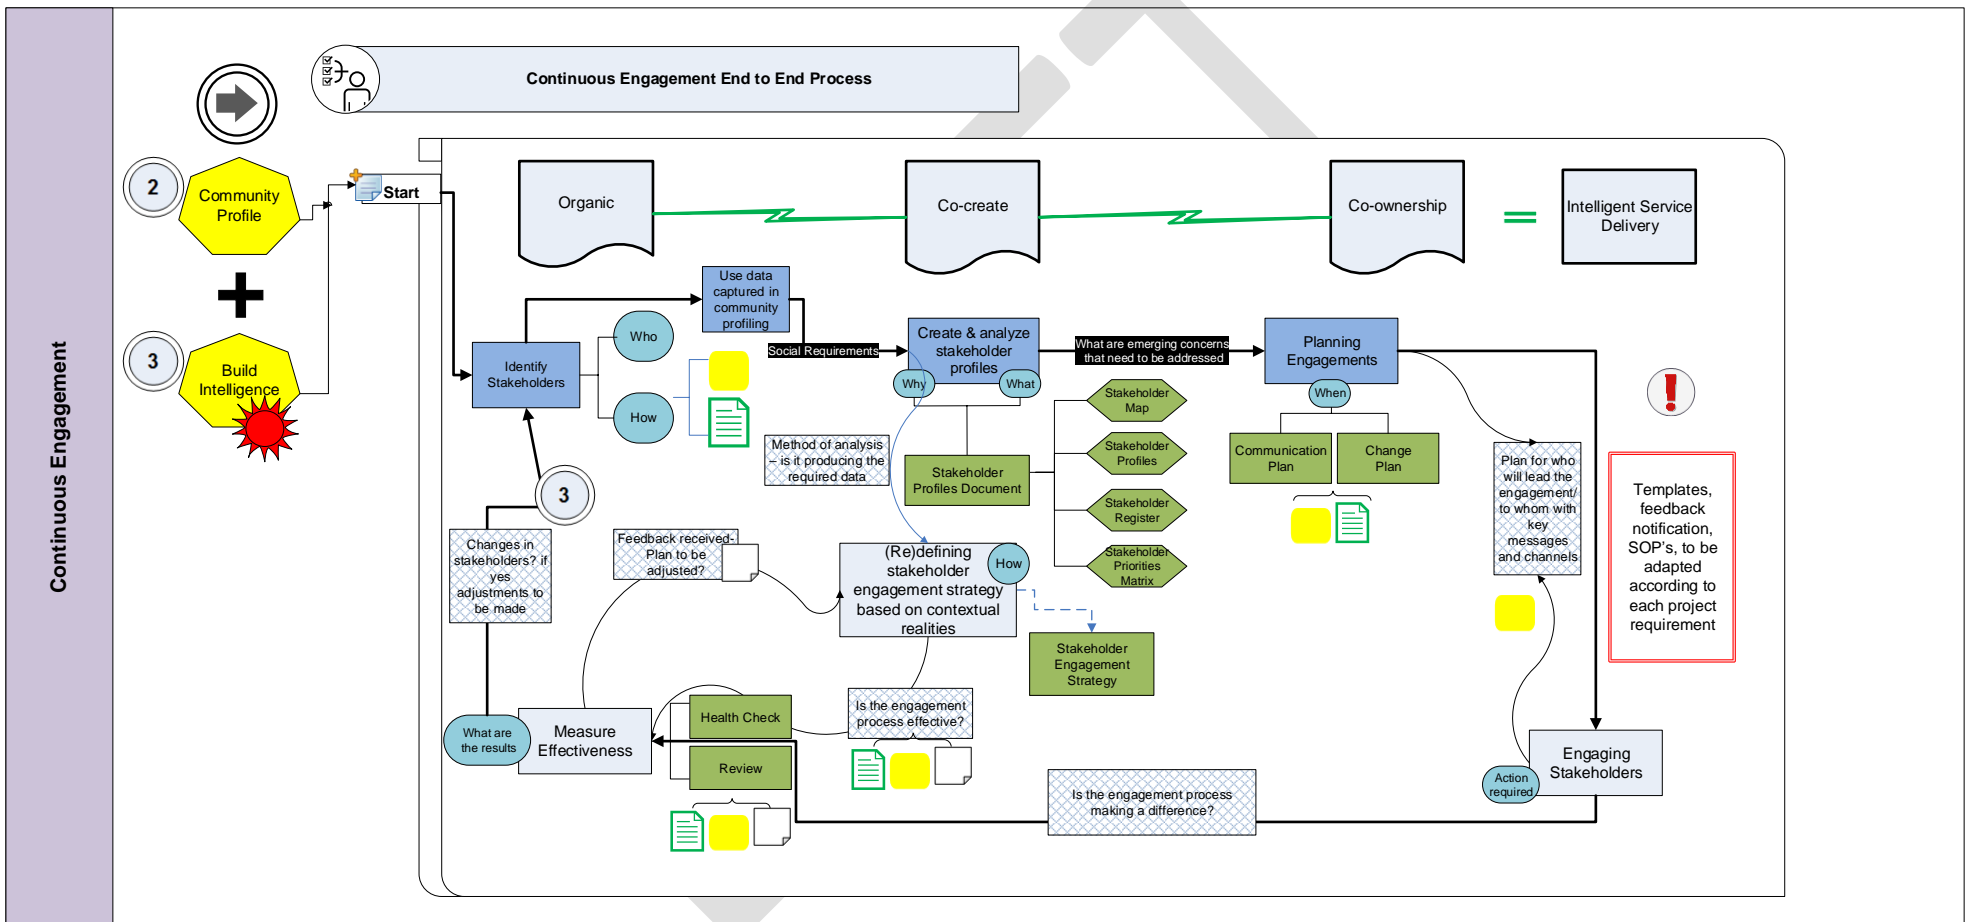 Continuous Engagement
Continuous Engagement End to End Process
2
Community
Profile
3
Build
Intelligence
Start
Organic
Co-create
Co-ownership
Intelligent Service
Delivery
Use data
captured in
community
profiling
Who
How
Identify
Stakeholders
Social Requirements
Create & analyze
stakeholder
profiles
Why
What
What are emerging concerns
that need to be addressed
Planning
Engagements
When
Communication
Plan
Change
Plan
Stakeholder
Map
Stakeholder
Profiles
Stakeholder
Register
Stakeholder
Priorities
Matrix
Method of analysis
– is it producing the
required data
Stakeholder
Profiles Document
Plan for who
will lead the
engagement/
to whom with
key
messages
and channels
Templates,
feedback
notification,
SOP's, to be
adapted
according to
each project
requirement
3
Changes in
stakeholders? if
yes
adjustments to
be made
Feedback received-
Plan to be
adjusted?
(Re)defining
stakeholder
engagement strategy
based on contextual
realities
How
Stakeholder
Engagement
Strategy
Is the engagement
process effective?
Health Check
Review
What are
the results
Measure
Effectiveness
Is the engagement process
making a difference?
Action
required
Engaging
Stakeholders